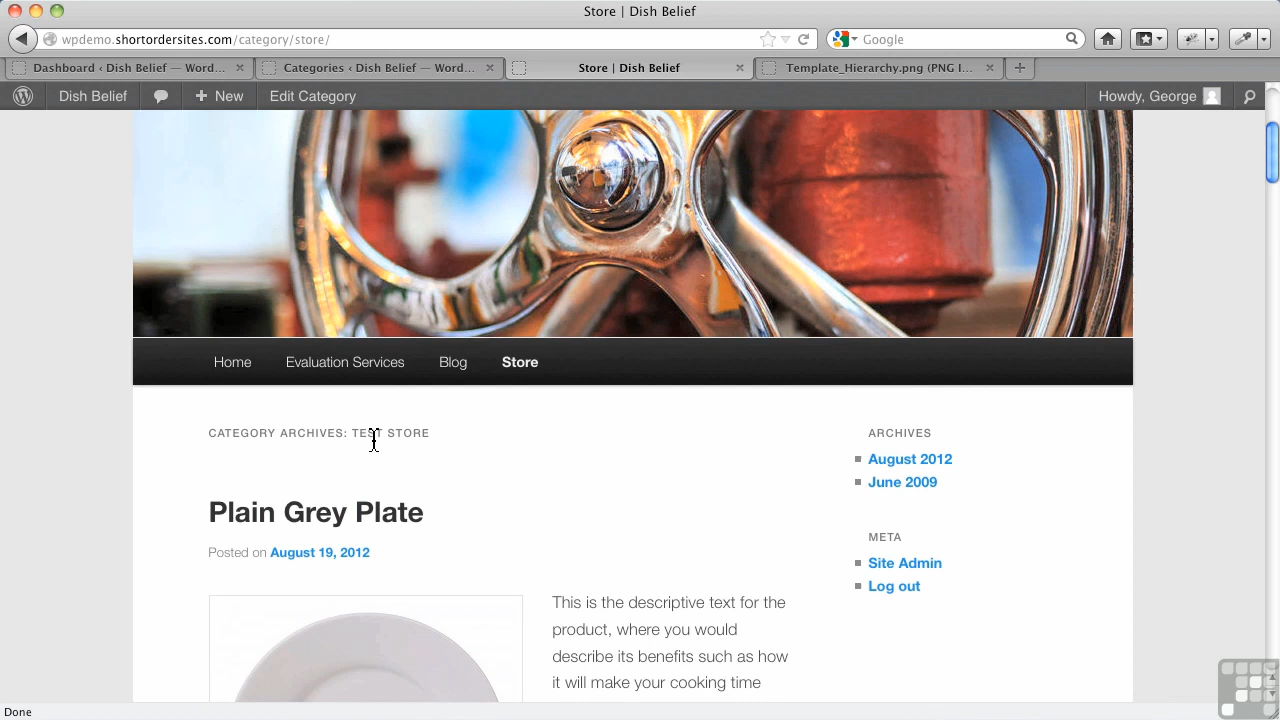 Store | Dish Belief
wpdemo.shortordersites.com/category/store/
Google
Dashboard ‹ Dish Belief — Word...
Categories ‹ Dish Belief — Word...
Store | Dish Belief
Template_Hierarchy.png (PNG I...
Dish Belief
New
Edit Category
Howdy, George
Home
Evaluation Services
Blog
Store
CATEGORY ARCHIVES: TEST STORE
Plain Grey Plate
Posted on August 19, 2012
This is the descriptive text for the
product, where you would
describe its benefits such as how
it will make your cooking time
ARCHIVES
August 2012
June 2009
META
Site Admin
Log out
Done